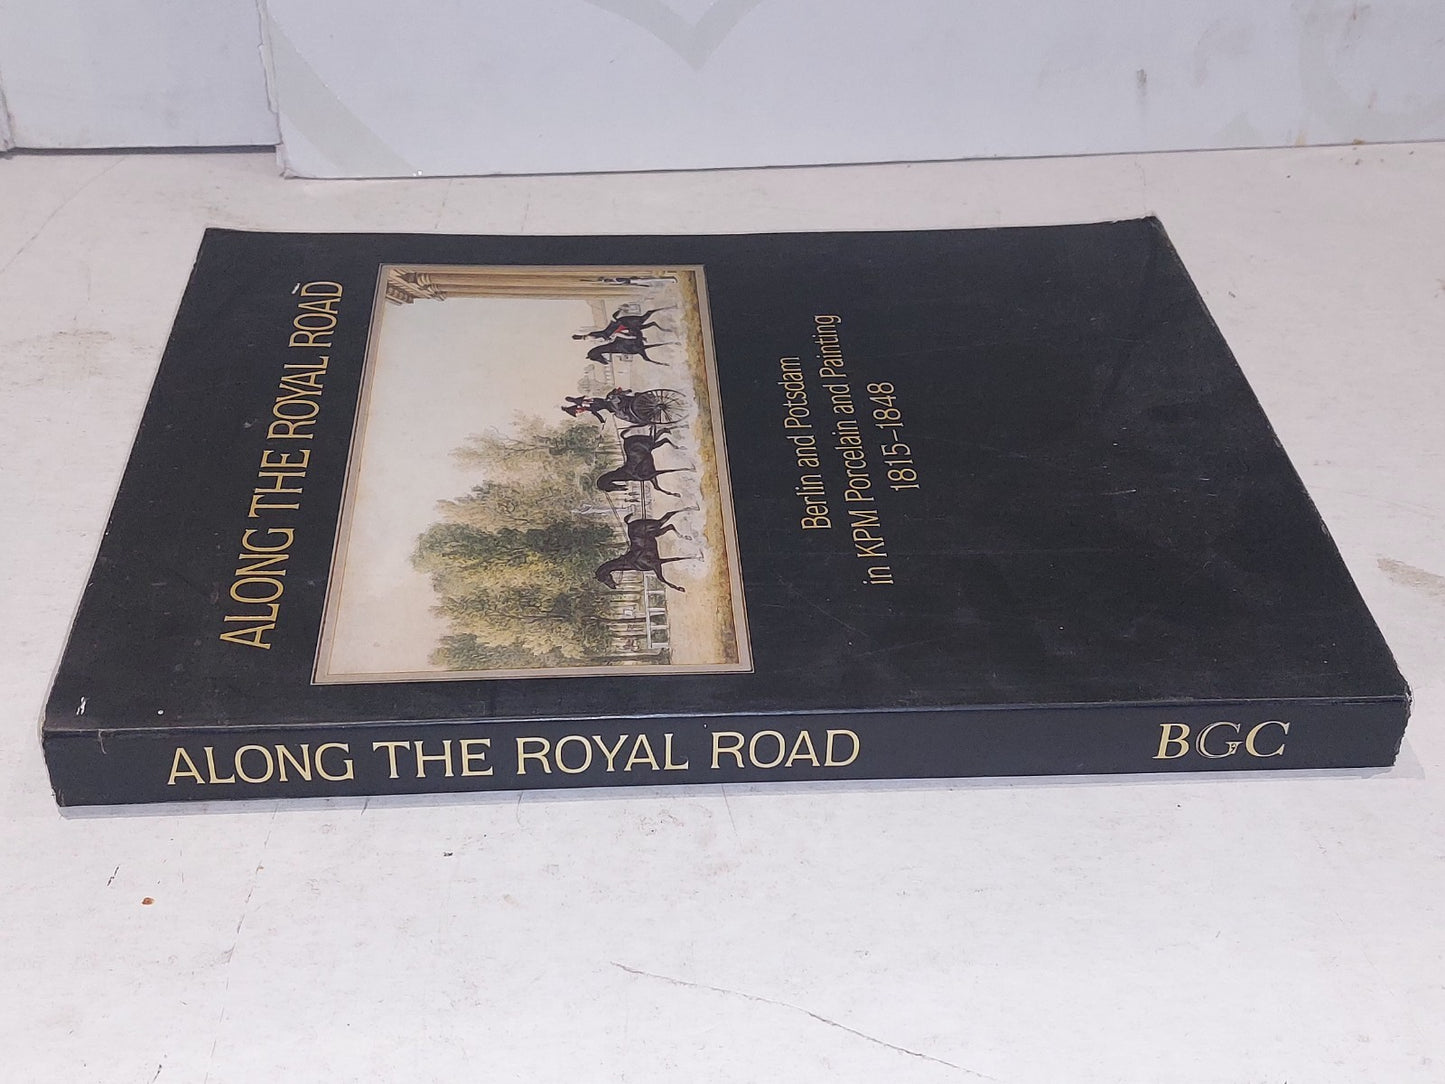 ALONG THE ROYAL ROAD
Berlin and Potsdam
in KPM Porcelain and Painting
1815-1848
ALONG THE ROYAL ROAD
BGC